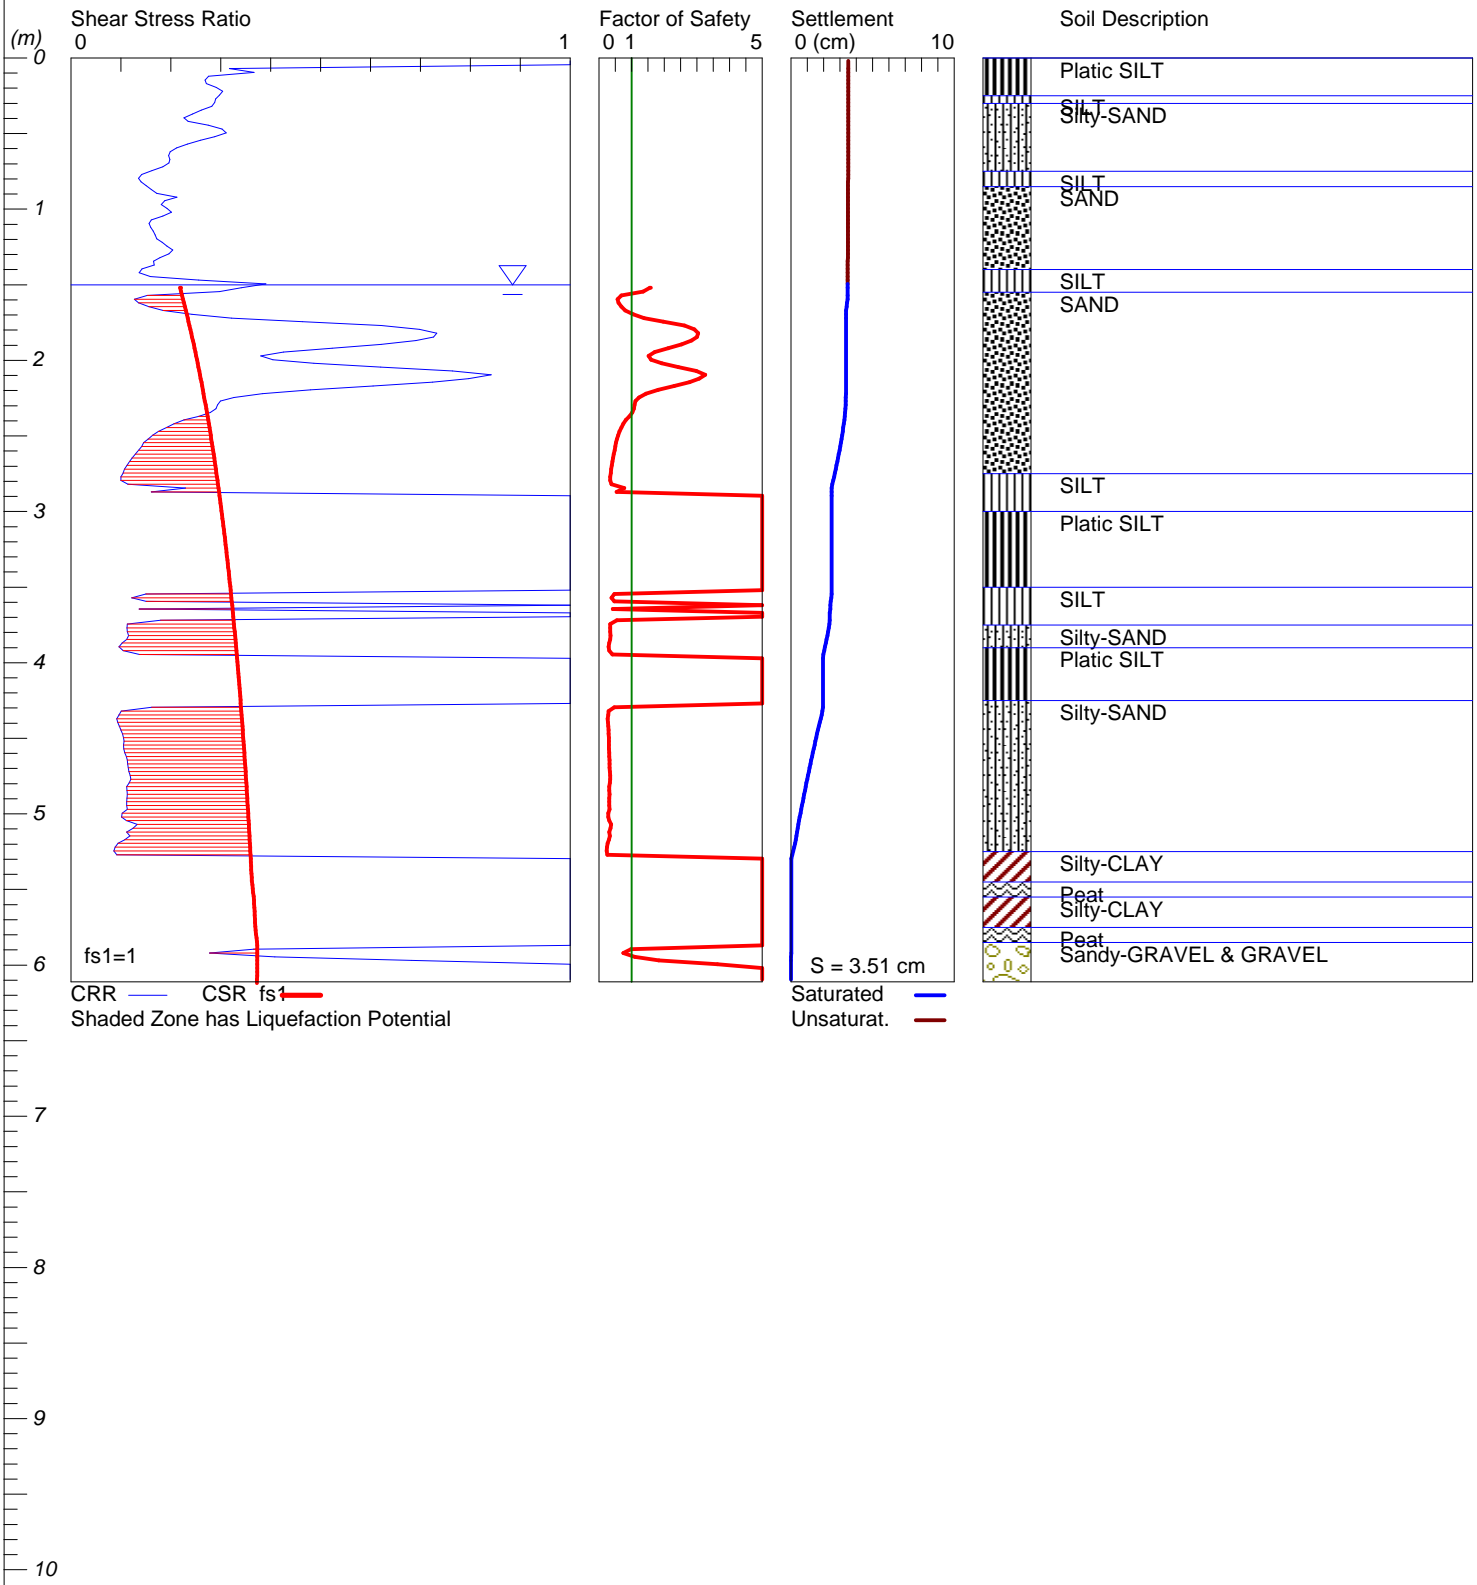 Shear Stress Ratio Factor of Safety Settlement Soil Description
(m) 0 1 0 1 5 0 (cm) 10
0
Platic SILT
SILT
Silty-SAND
SILT
1 SAND
SILT
SAND
2
SILT
3
Platic SILT
SILT
Silty-SAND
4 Platic SILT
Silty-SAND
5
Silty-CLAY
Peat
Silty-CLAY
Peat
fs1=1 Sandy-GRAVEL & GRAVEL
6 S = 3.51 cm
CRR CSR fs1 Saturated
Shaded Zone has Liquefaction Potential Unsaturat.
7
8
9
10